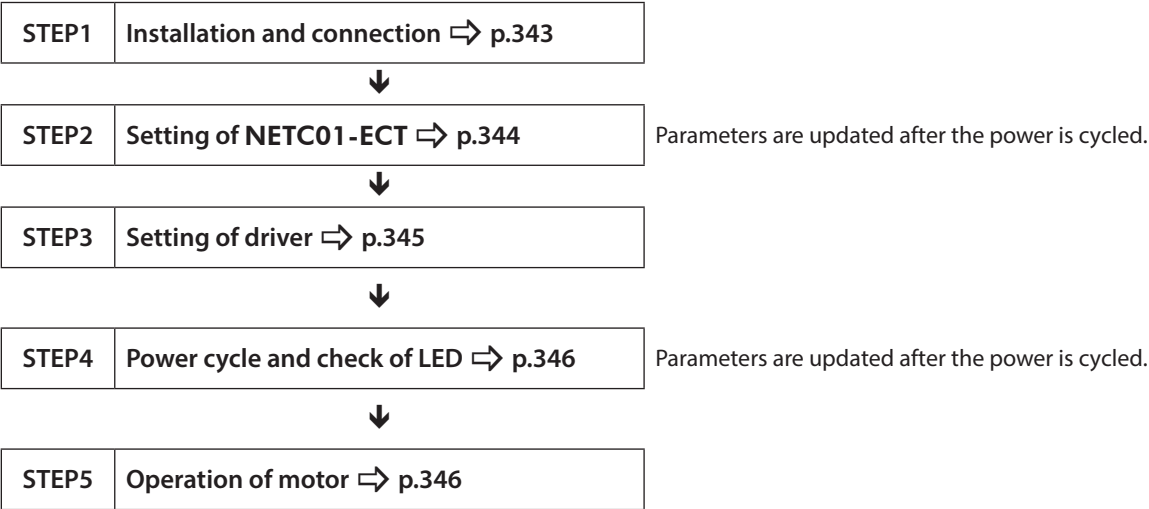 STEP1 Installation and connection ⇨ p.343
STEP2 Setting of NETC01-ECT ⇨ p.344 Parameters are updated after the power is cycled.
STEP3 Setting of driver ⇨ p.345
STEP4 Power cycle and check of LED ⇨ p.346 Parameters are updated after the power is cycled.
STEP5 Operation of motor ⇨ p.346